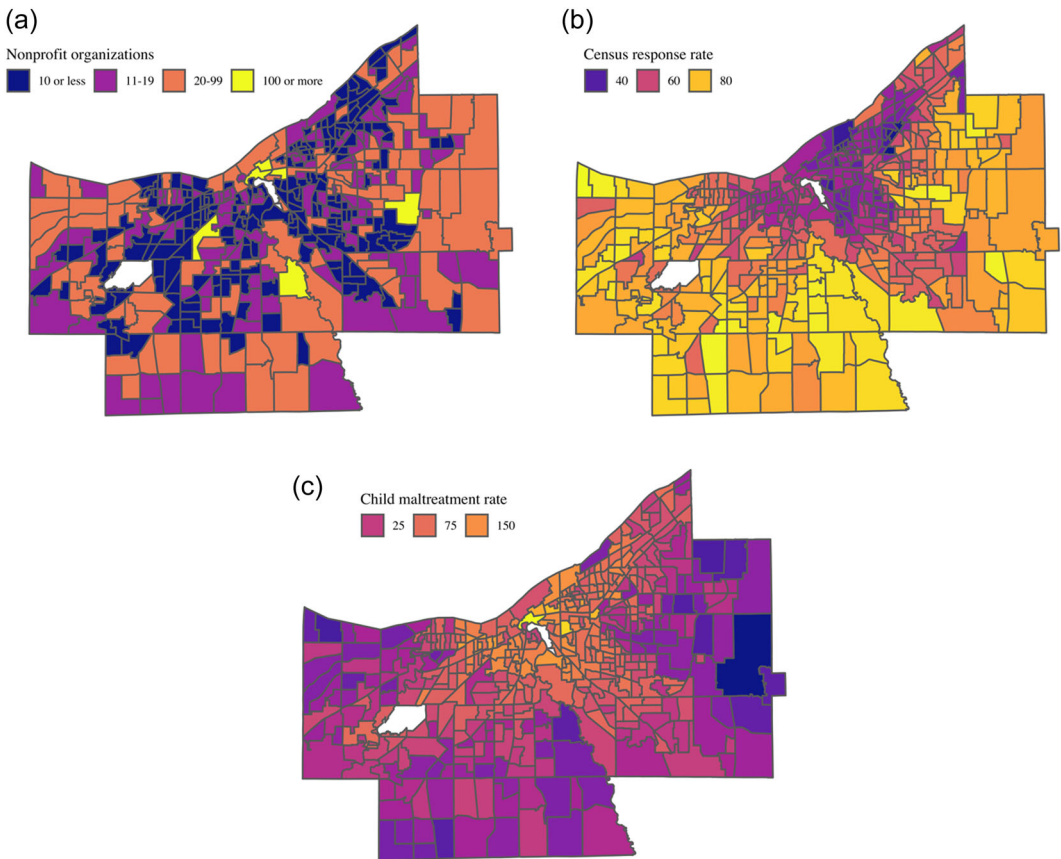 (a)
Nonprofit organizations
10 or less 11-19 20-99 100 or more
(b)
Census response rate
40 60 80
(c)
Child maltreatment rate
25 75 150